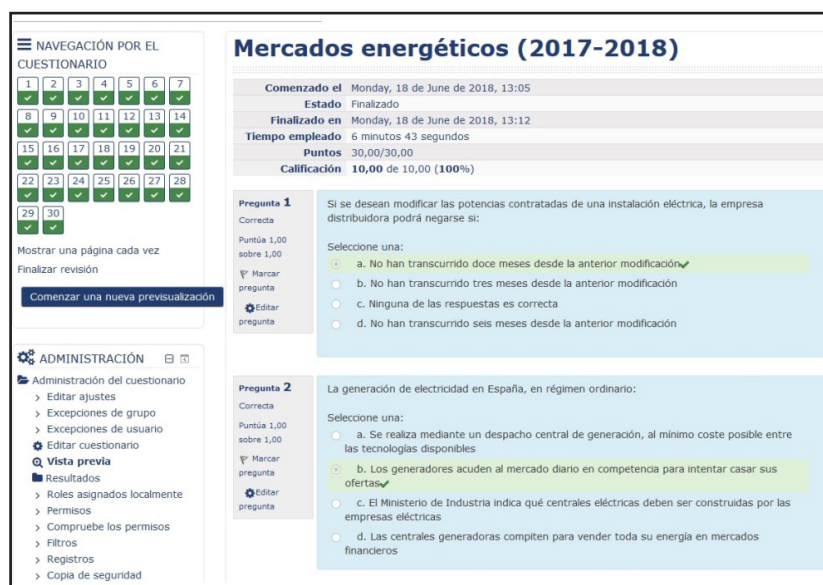 NAVEGACIÓN POR EL
CUESTIONARIO
1 2 3 4 5 6 7
8 9 10 11 12 13 14
15 16 17 18 19 20 21
22 23 24 25 26 27 28
29 30
Mostrar una página cada vez
Finalizar revisión
Comenzar una nueva previsualización
ADMINISTRACIÓN
Administración del cuestionario
Editar ajustes
Excepciones de grupo
Excepciones de usuario
Editar cuestionario
Vista previa
Resultados
Roles asignados localmente
Permisos
Compruebe los permisos
Filtros
Registros
Copia de seguridad
Mercados energéticos (2017-2018)
Comenzado el Monday, 18 de June de 2018, 13:05
Estado Finalizado
Finalizado en Monday, 18 de June de 2018, 13:12
Tiempo empleado 6 minutos 43 segundos
Puntos 30,00/30,00
Calificación 10,00 de 10,00 (100%)
Pregunta 1
Correcta
Puntúa 1,00
sobre 1,00
Marcar
pregunta
Editar
pregunta
Si se desean modificar las potencias contratadas de una instalación eléctrica, la empresa
distribuidora podrá negarse si:
Seleccione una:
a. No han transcurrido doce meses desde la anterior modificación
b. No han transcurrido tres meses desde la anterior modificación
c. Ninguna de las respuestas es correcta
d. No han transcurrido seis meses desde la anterior modificación
Pregunta 2
Correcta
Puntúa 1,00
sobre 1,00
Marcar
pregunta
Editar
pregunta
La generación de electricidad en España, en régimen ordinario:
Seleccione una:
a. Se realiza mediante un despacho central de generación, al mínimo coste posible entre
las tecnologías disponibles
b. Los generadores acuden al mercado diario en competencia para intentar casar sus
ofertas
c. El Ministerio de Industria indica qué centrales eléctricas deben ser construidas por las
empresas eléctricas
d. Las centrales generadoras compiten para vender toda su energía en mercados
financieros